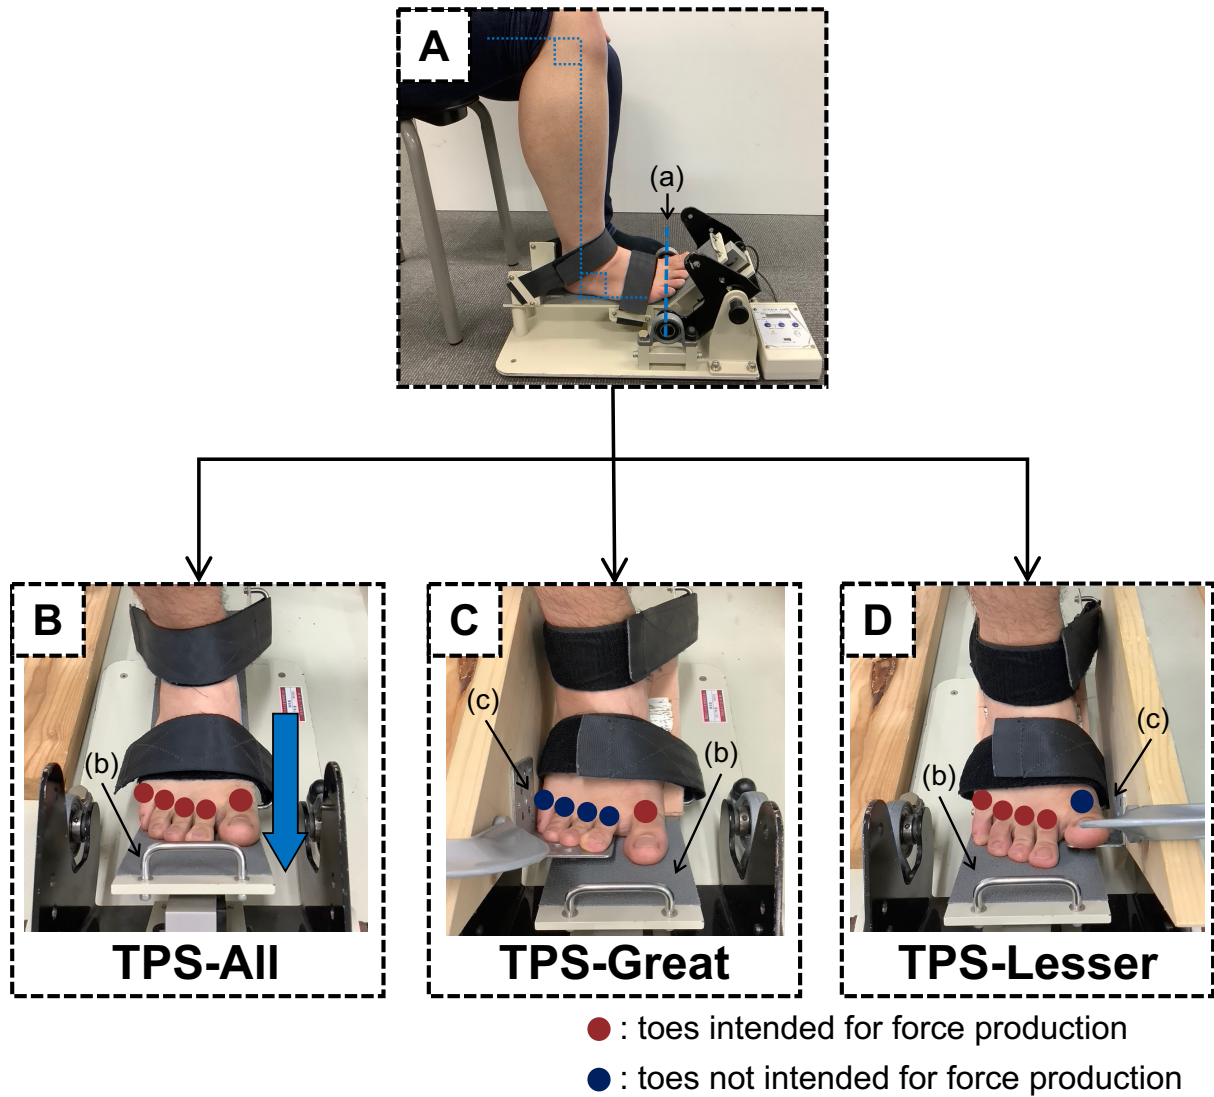 A
(a)
B
(b)
TPS-All
C
(c)
(b)
TPS-Great
D
(c)
(b)
TPS-Lesser
: toes intended for force production
: toes not intended for force production